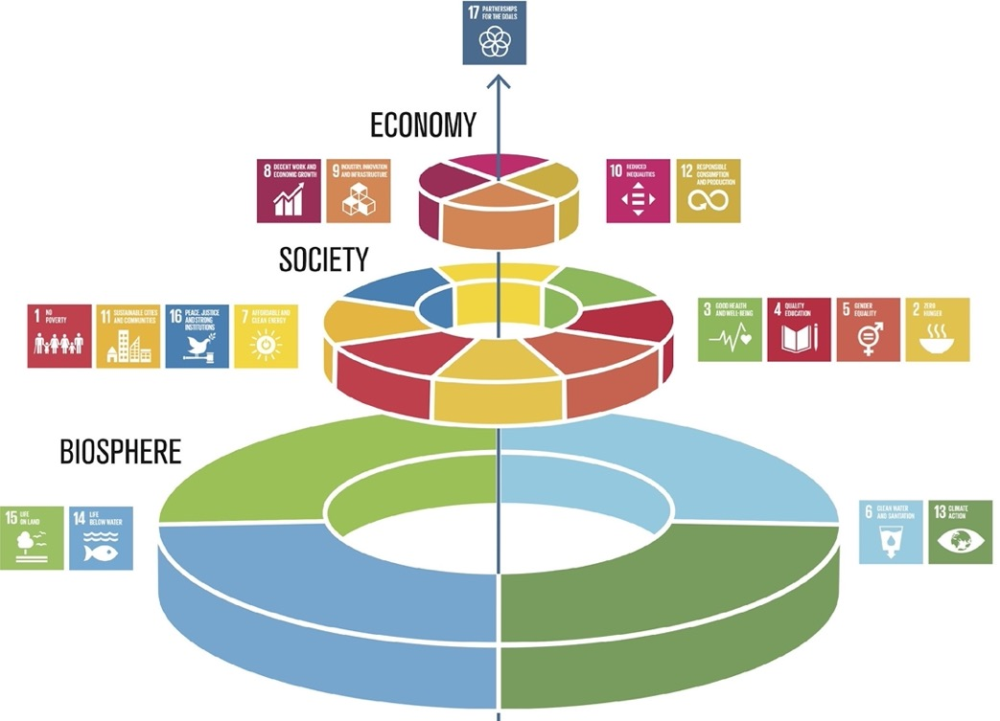 17 PARTNERSHIPS
FOR THE GOALS
ECONOMY
8 DECENT WORK AND
ECONOMIC GROWTH
9 INDUSTRY, INNOVATION
AND INFRASTRUCTURE
10 REDUCED
INEQUALITIES
12 RESPONSIBLE
CONSUMPTION
AND PRODUCTION
SOCIETY
1 NO
POVERTY
11 SUSTAINABLE CITIES
AND COMMUNITIES
16 PEACE, JUSTICE
AND STRONG
INSTITUTIONS
7 AFFORDABLE AND
CLEAN ENERGY
3 GOOD HEALTH
AND WELL-BEING
4 QUALITY
EDUCATION
5 GENDER
EQUALITY
2 ZERO
HUNGER
BIOSPHERE
15 LIFE
ON LAND
14 LIFE
BELOW WATER
6 CLEAN WATER
AND SANITATION
13 CLIMATE
ACTION